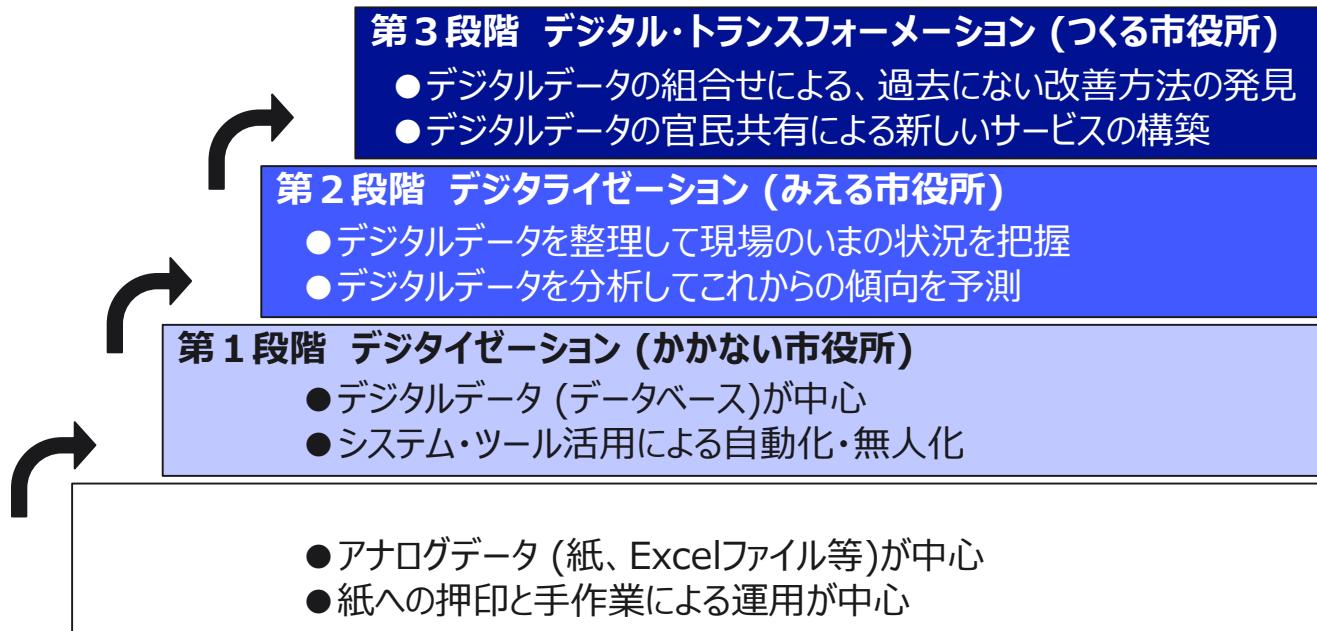 第３段階 デジタル・トランスフォーメーション (つくる市役所)
●デジタルデータの組合せによる、過去にない改善方法の発見
●デジタルデータの官民共有による新しいサービスの構築
第２段階 デジタライゼーション (みえる市役所)
●デジタルデータを整理して現場のいまの状況を把握
●デジタルデータを分析してこれからの傾向を予測
第１段階 デジタイゼーション (かかない市役所)
●デジタルデータ (データベース)が中心
●システム・ツール活用による自動化・無人化
●アナログデータ (紙、Excelファイル等)が中心
●紙への押印と手作業による運用が中心